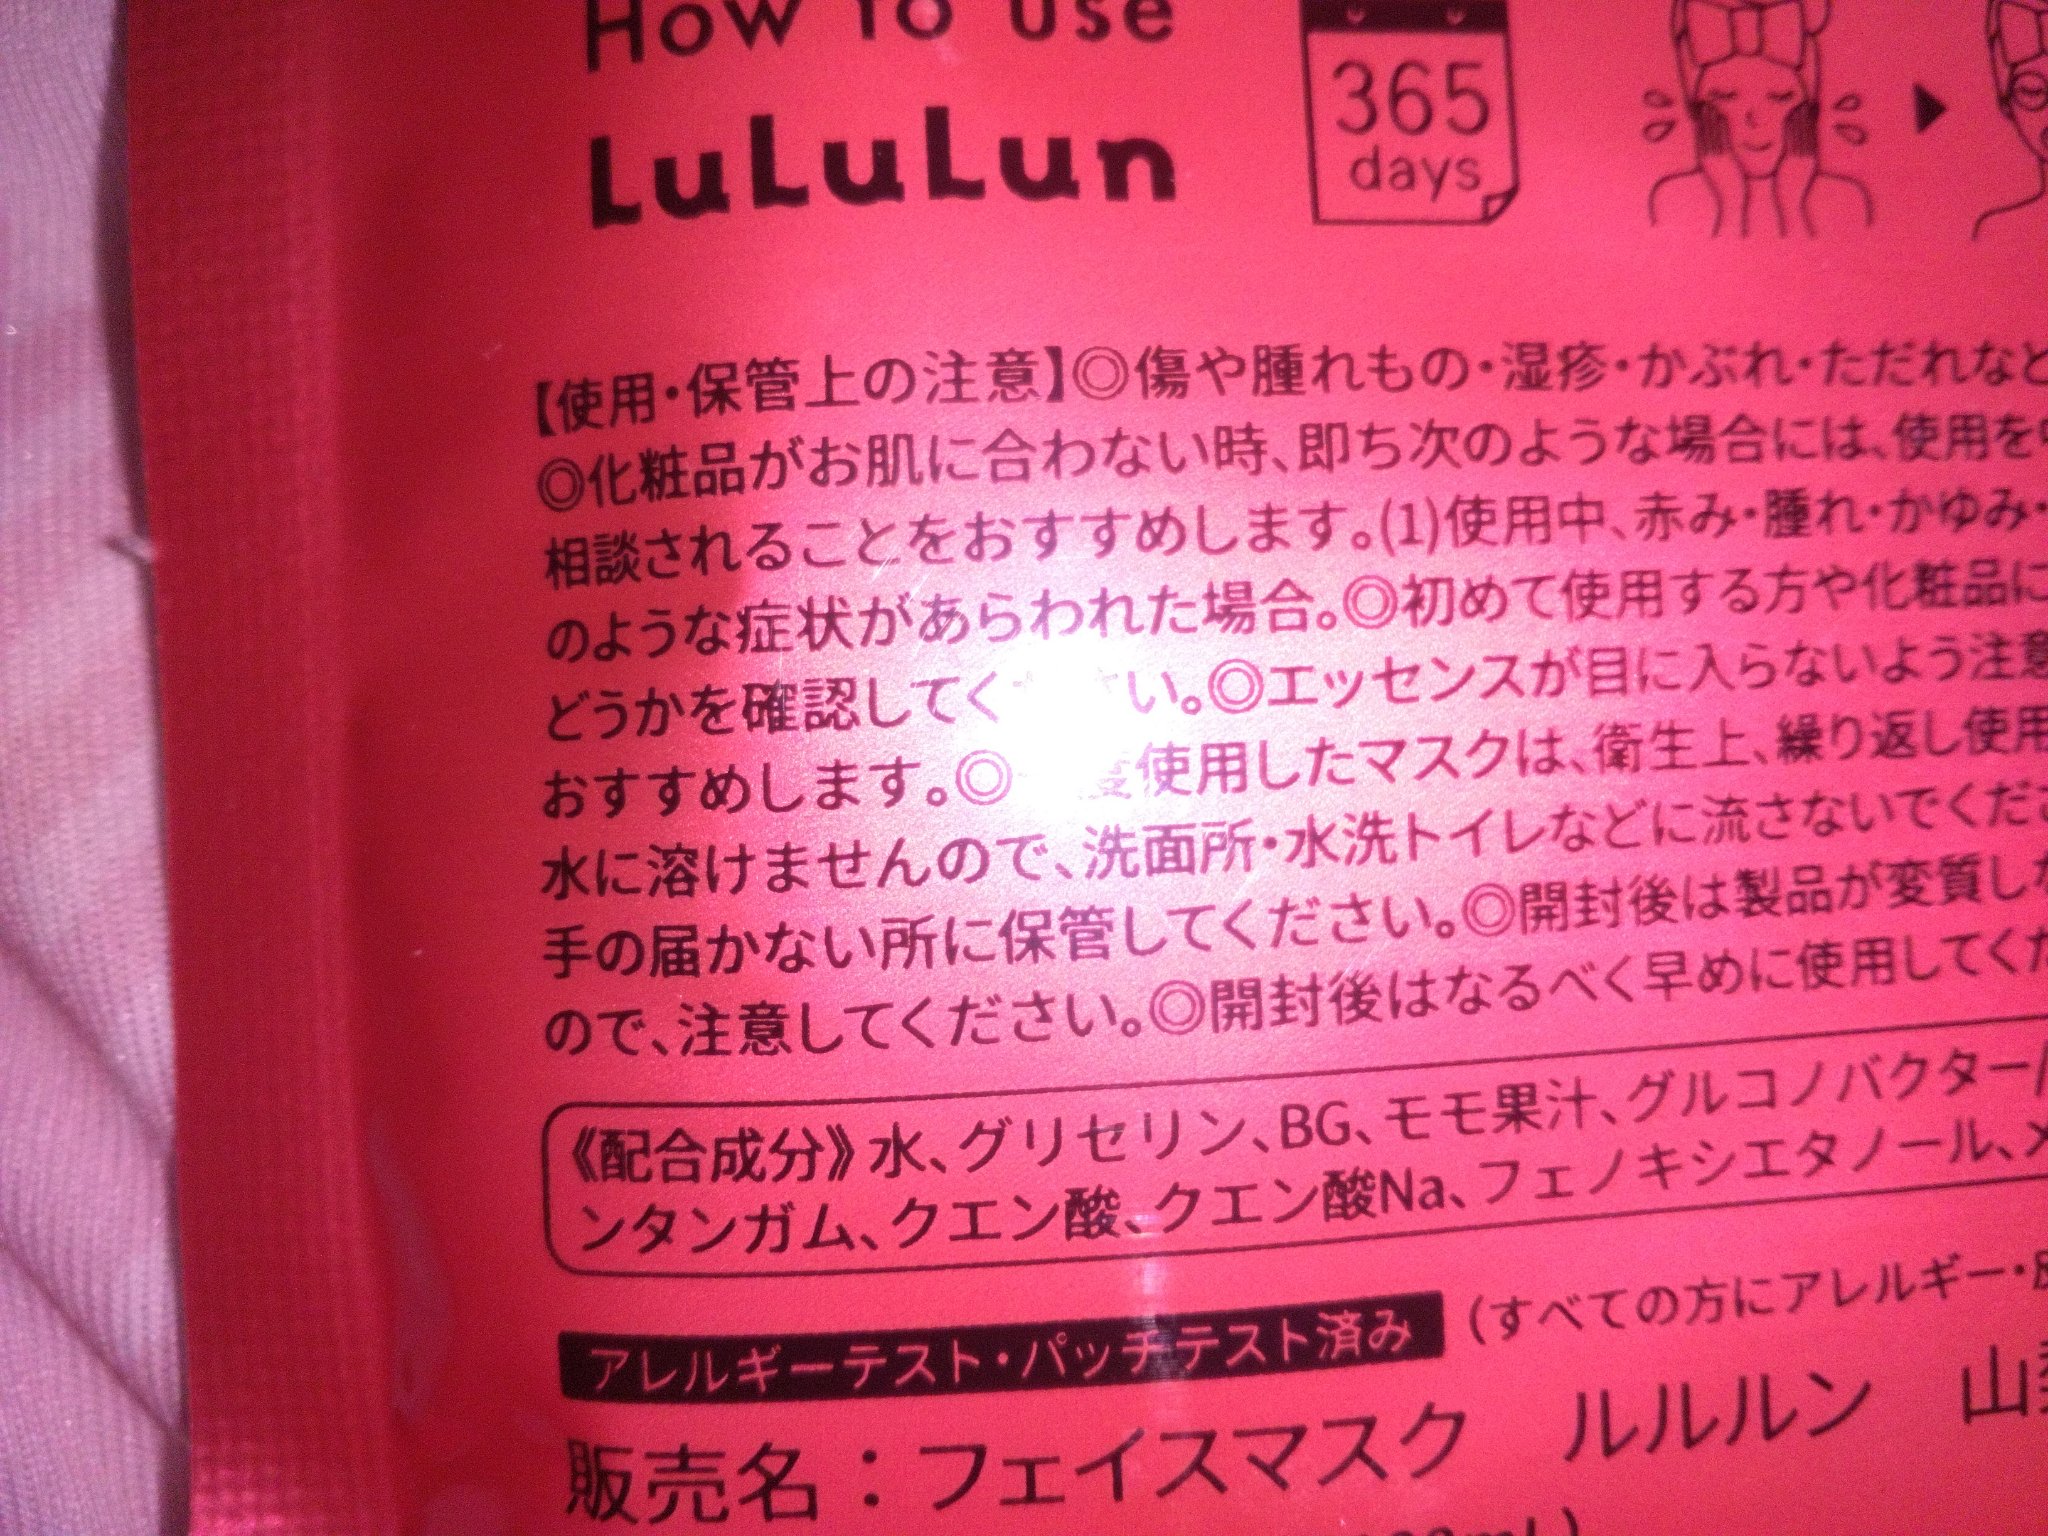 How to use
LuLuLun
365
days
【使用・保管上の注意】◎傷や腫れもの・湿疹・かぶれ・ただれなど
◎化粧品がお肌に合わない時、即ち次のような場合には、使用を
相談されることをおすすめします。(1)使用中、赤み・腫れ・かゆみ・
のような症状があらわれた場合。◎初めて使用する方や化粧品に
どうかを確認してく い。◎エッセンスが目に入らないよう注意
おすすめします。◎ 度使用したマスクは、衛生上、繰り返し使用
水に溶けませんので、洗面所・水洗トイレなどに流さないでくださ
手の届かない所に保管してください。◎開封後は製品が変質し
ので、注意してください。◎開封後はなるべく早めに使用してくだ
《配合成分》水、グリセリン、BG、モモ果汁、グルコノバクター/
ンタンガム、クエン酸、クエン酸Na、フェノキシエタノール、メ
アレルギーテスト・パッチテスト済み (すべての方にアレルギー・
販売名：フェイスマスク ルルルン 山